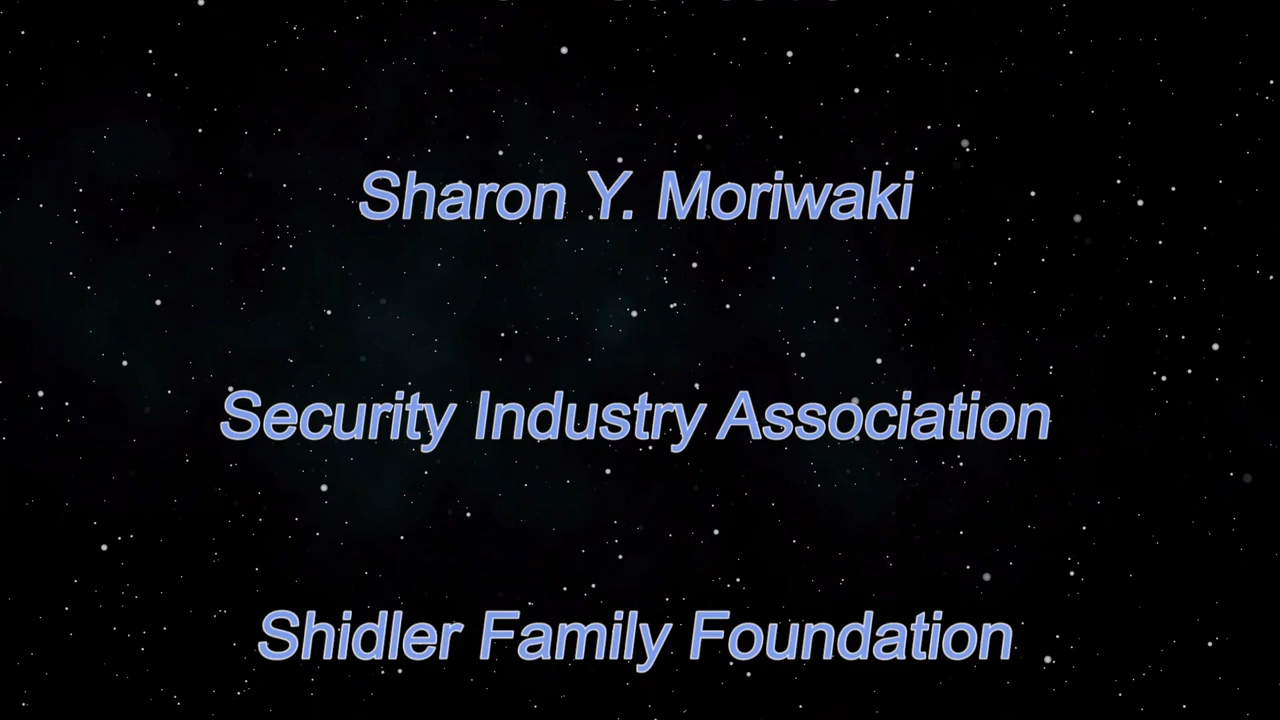 Sharon Y. Moriwaki
Security Industry Association
Shidler Family Foundation